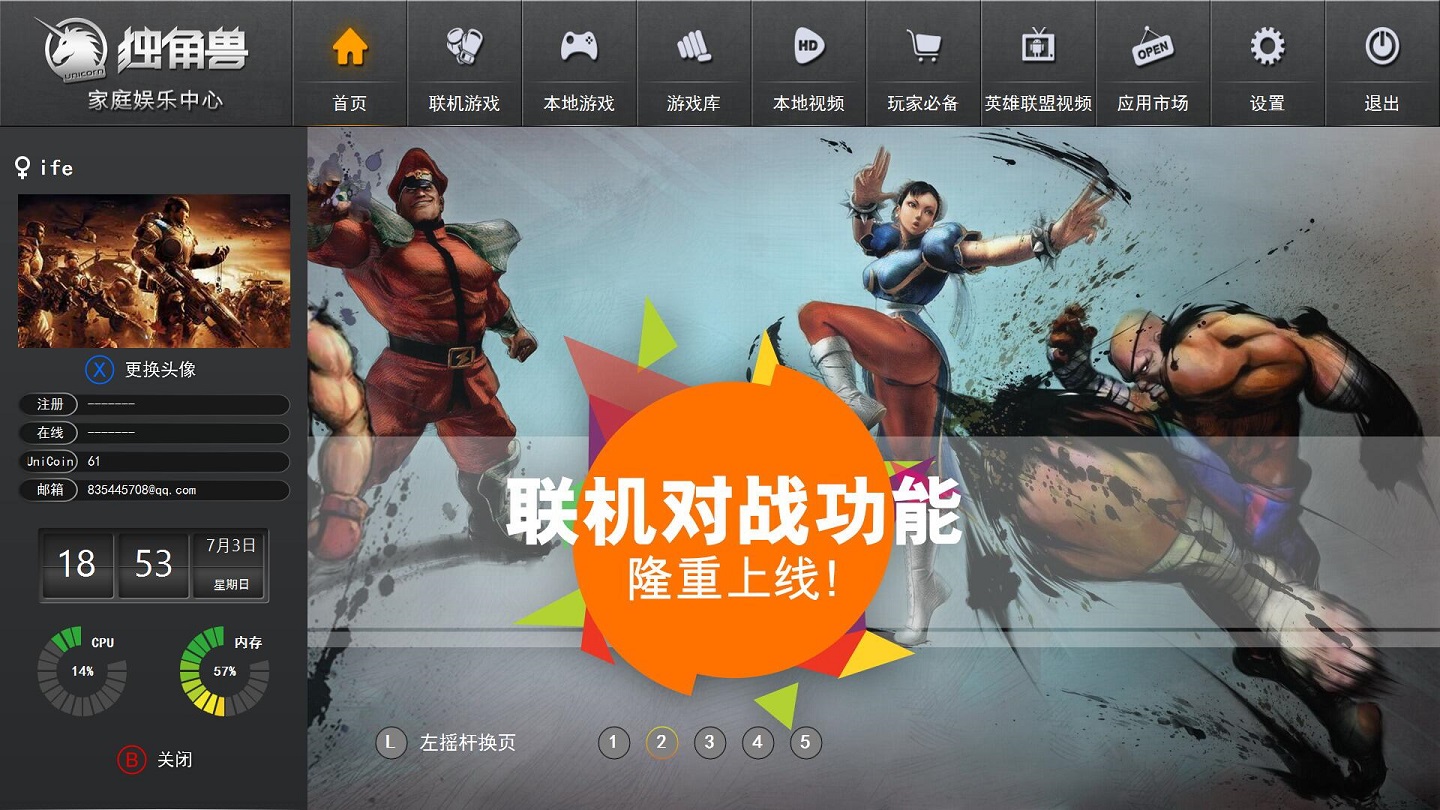 unicorn
独角兽
家庭娱乐中心
首页
联机游戏
本地游戏
游戏库
HD
本地视频
玩家必备
英雄联盟视频
OPEN
应用市场
设置
退出
ife
X 更换头像
注册 -------
在线 -------
UniCoin 61
邮箱 835445708@qq.com
18 53 7月3日
星期日
CPU 14%
内存 57%
B 关闭
联机对战功能
隆重上线!
L 左摇杆换页 1 2 3 4 5